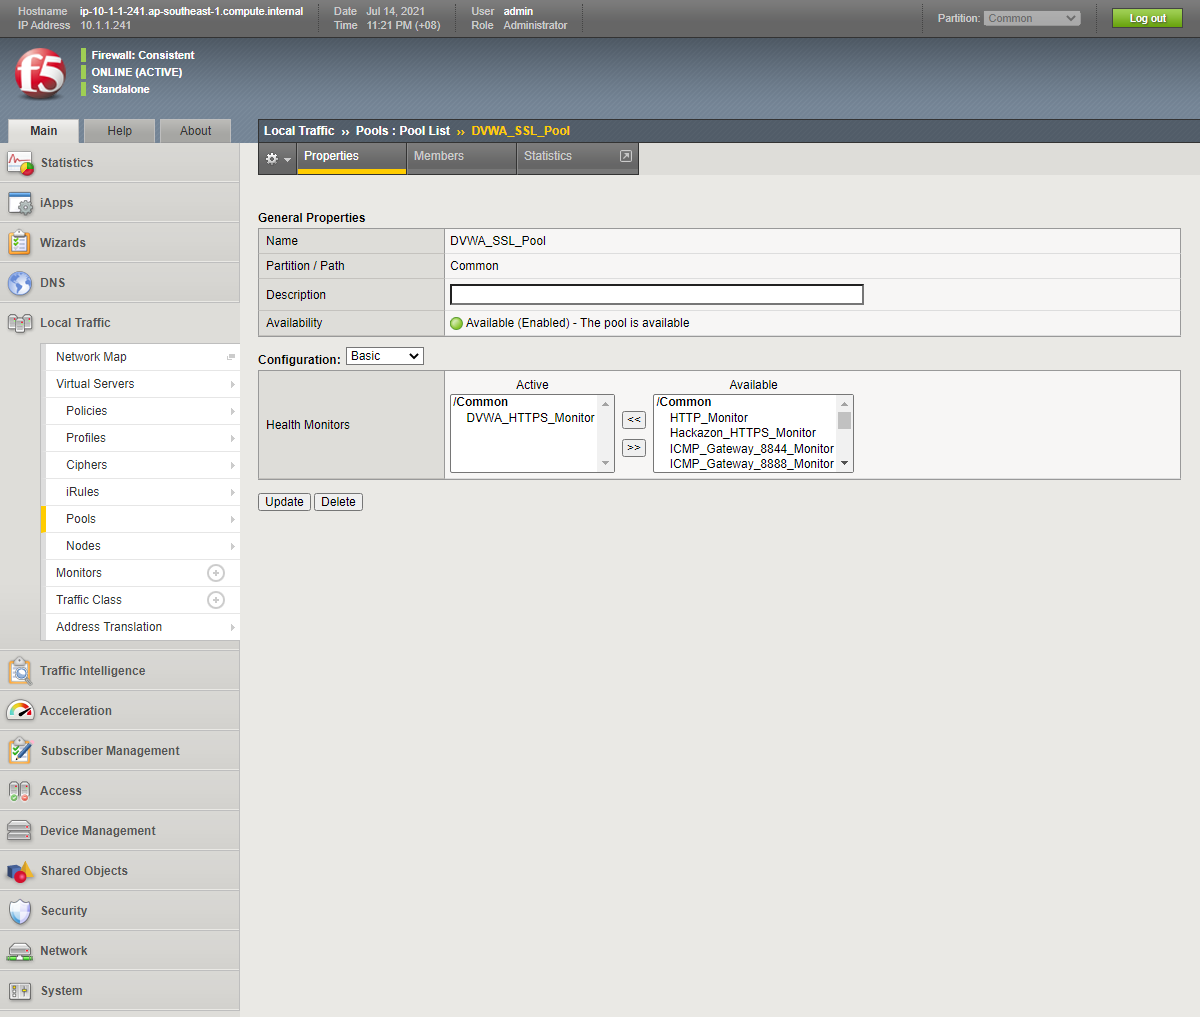 Hostname ip-10-1-1-241.ap-southeast-1.compute.internal Date Jul 14, 2021 User admin
IP Address 10.1.1.241 Time 11:21 PM (+08) Role Administrator
Partition: Common Log out
f5
Firewall: Consistent
ONLINE (ACTIVE)
Standalone
Main Help About
Local Traffic ›› Pools : Pool List ›› DVWA_SSL_Pool
Properties Members Statistics
Statistics
iApps
Wizards
DNS
Local Traffic
Network Map
Virtual Servers
Policies
Profiles
Ciphers
iRules
Pools
Nodes
Monitors
Traffic Class
Address Translation
Traffic Intelligence
Acceleration
Subscriber Management
Access
Device Management
Shared Objects
Security
Network
System
General Properties
Name DVWA_SSL_Pool
Partition / Path Common
Description
Availability Available (Enabled) - The pool is available
Configuration: Basic
Health Monitors
Active
/Common
DVWA_HTTPS_Monitor
<<
>>
Available
/Common
HTTP_Monitor
Hackazon_HTTPS_Monitor
ICMP_Gateway_8844_Monitor
ICMP_Gateway_8888_Monitor
Update Delete